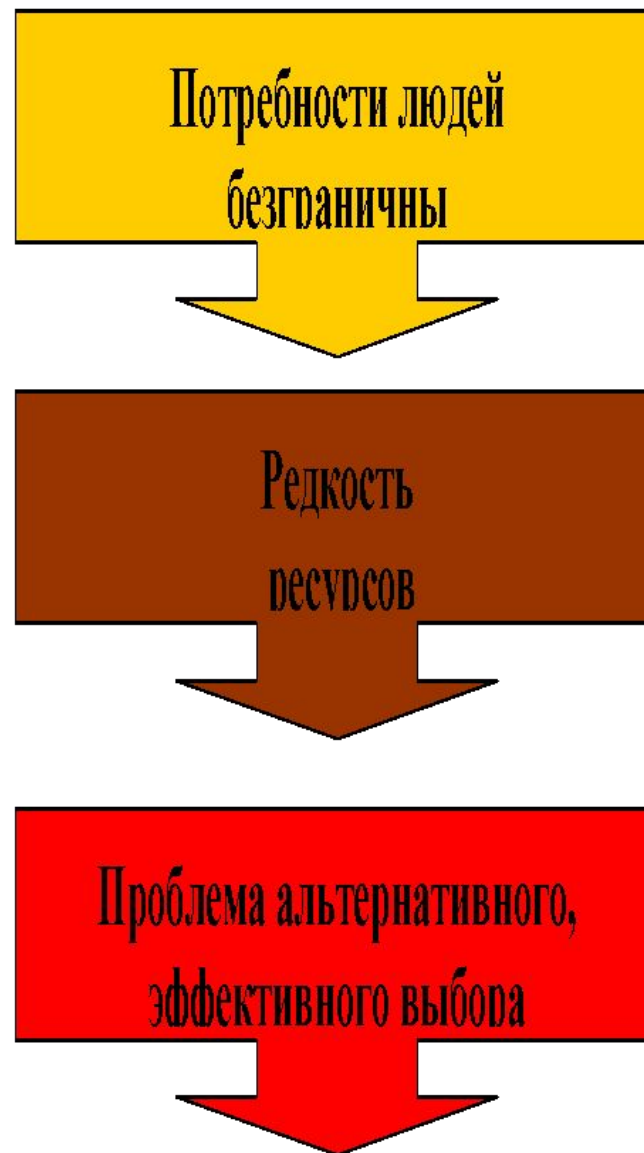 Потребности людей
безграничны
Редкость
ресурсов
Проблема альтернативного,
эффективного выбора